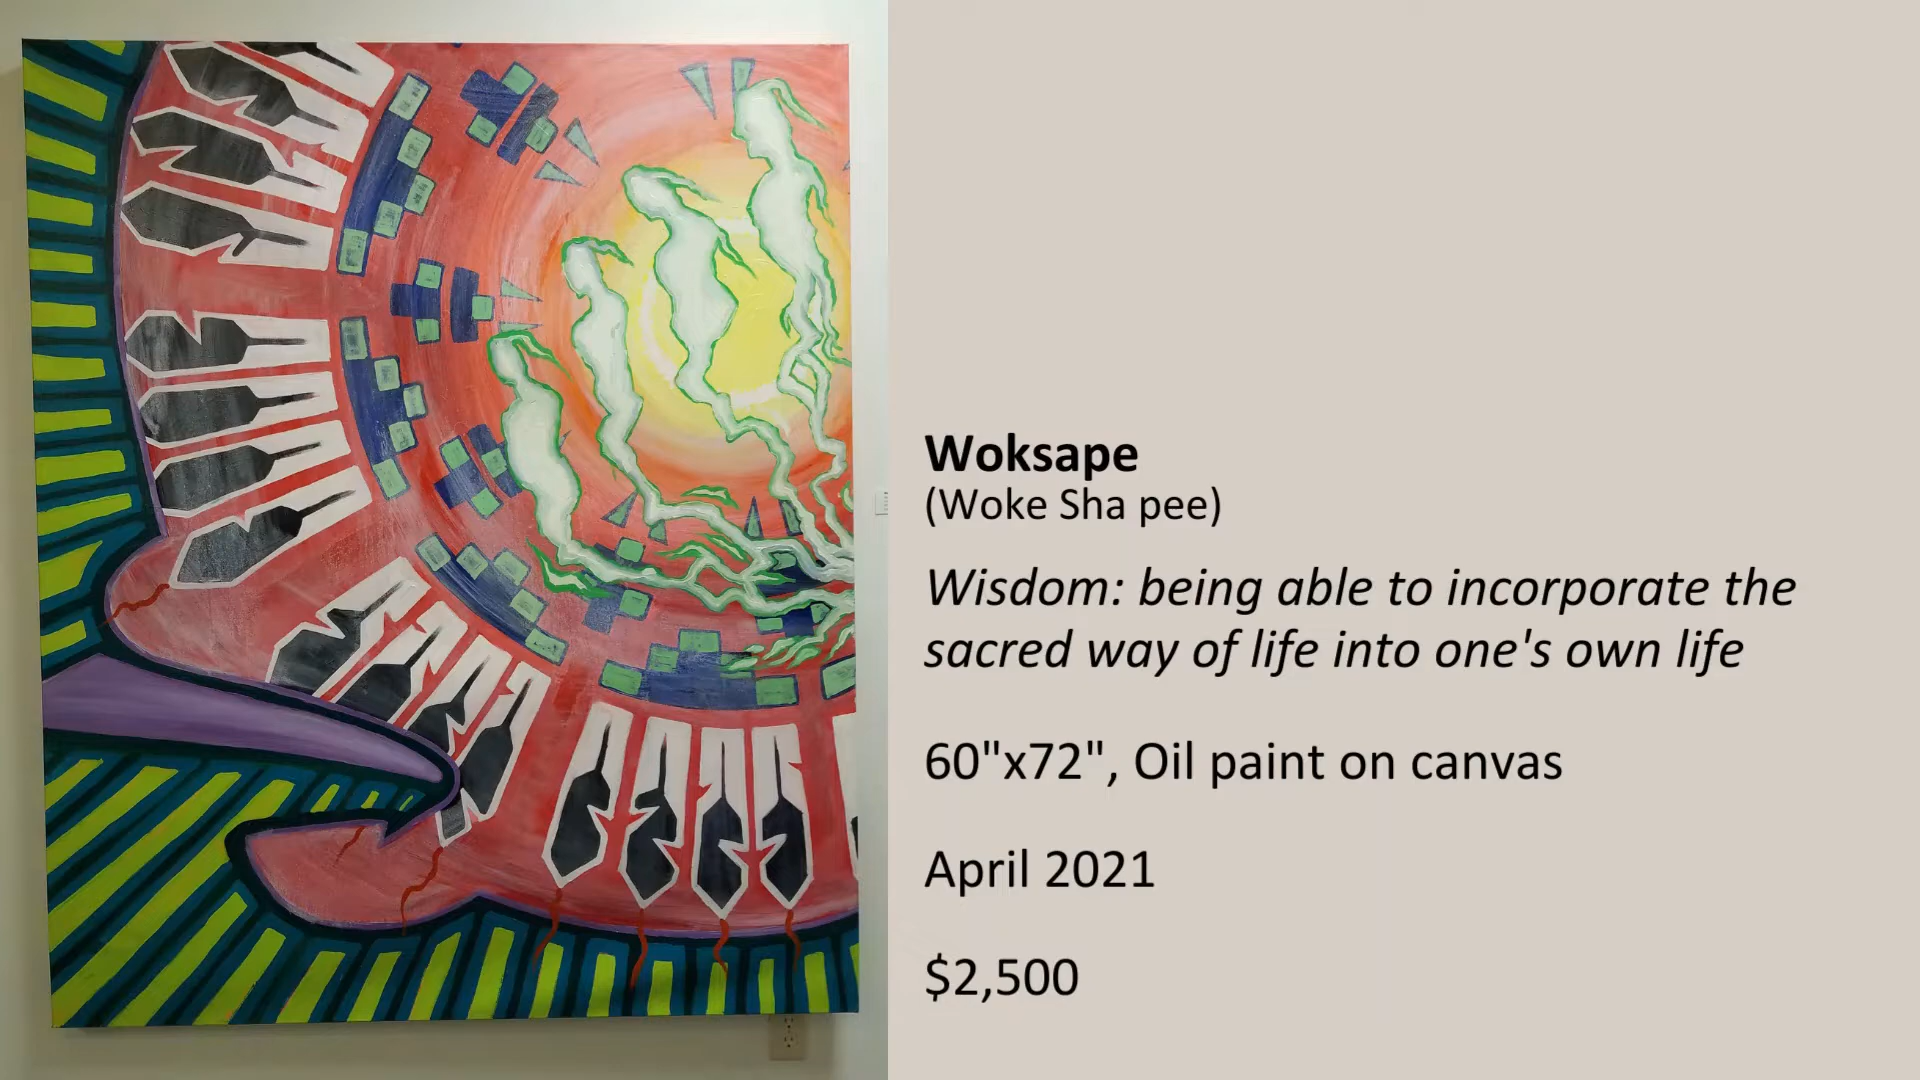 Woksape
(Woke Sha pee)
Wisdom: being able to incorporate the
sacred way of life into one's own life
60"x72", Oil paint on canvas
April 2021
$2,500